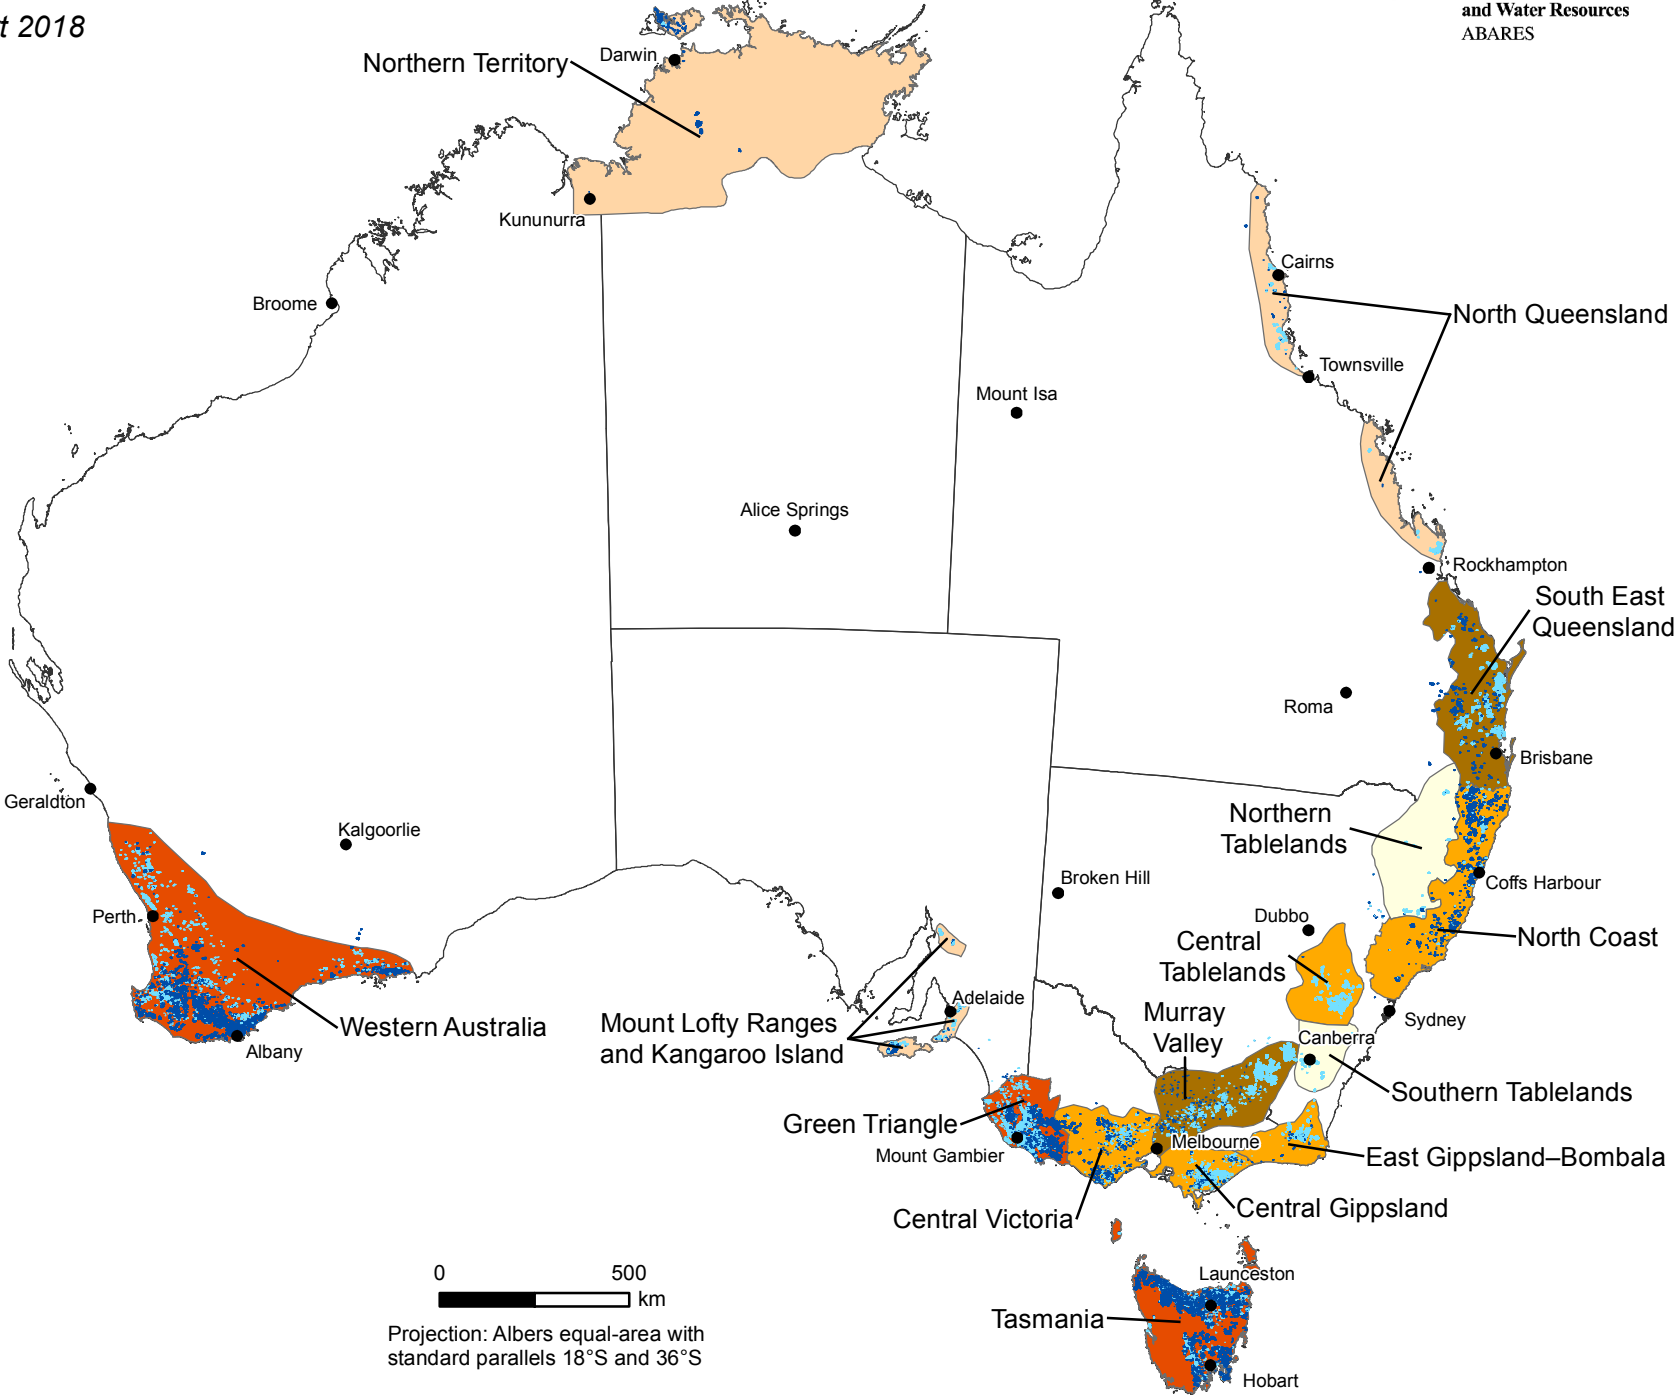 t 2018
and Water Resources
ABARES
Northern Territory
Darwin
Kununurra
Cairns
Broome
North Queensland
Townsville
Mount Isa
Alice Springs
Rockhampton
South East
Queensland
Roma
Brisbane
Geraldton
Northern
Tablelands
Kalgoorlie
Broken Hill
Coffs Harbour
Perth
Dubbo
North Coast
Central
Tablelands
Adelaide
Murray
Valley
Sydney
Western Australia
Mount Lofty Ranges
and Kangaroo Island
Canberra
Albany
Southern Tablelands
Green Triangle
Melbourne
Mount Gambier
East Gippsland–Bombala
Central Gippsland
Central Victoria
0 500
km
Launceston
Tasmania
Projection: Albers equal-area with
standard parallels 18°S and 36°S
Hobart